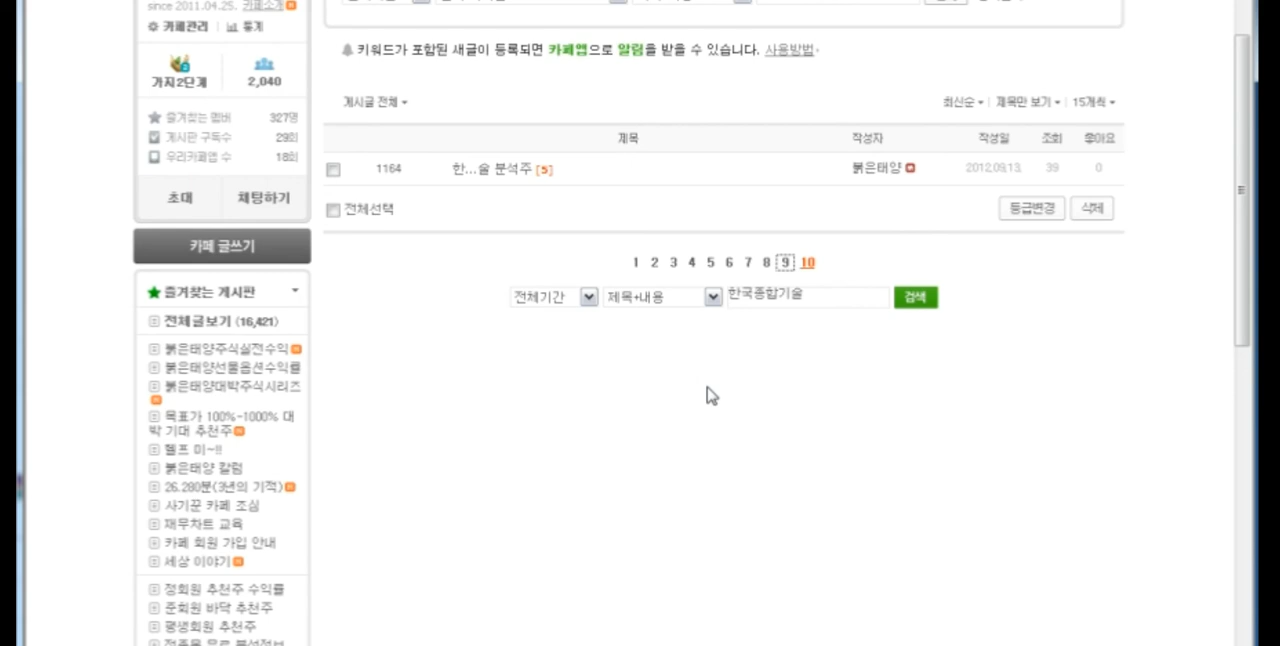 since 2011.04.25. 카페소개
카페관리 통계
키워드가 포함된 새글이 등록되면 카페앱으로 알림을 받을 수 있습니다. 사용방법
가지2단계 2,040
게시글 전체 최신순 제목만 보기 15개씩
즐겨찾는 멤버 327명
게시판 구독수 29회
우리카페앱 수 18회
제목 작성자 작성일 조회 좋아요
1164 한...술 분석주 [5] 붉은태양 2012.09.13. 39 0
초대 채팅하기
전체선택 등급변경 삭제
카페 글쓰기
1 2 3 4 5 6 7 8 9 10
전체기간 제목+내용 한국종합기술 검색
즐겨찾는 게시판
전체글보기 (16,421)
붉은태양주식실전수익
붉은태양선물옵션수익률
붉은태양대박주식시리즈
목표가 100%~1000% 대
박 기대 추천주
헬프 미~!!
붉은태양 칼럼
26.280분(3년의 기적)
사기꾼 카페 조심
재무차트 교육
카페 회원 가입 안내
세상 이야기
정회원 추천주 수익률
준회원 바닥 추천주
평생회원 추천주